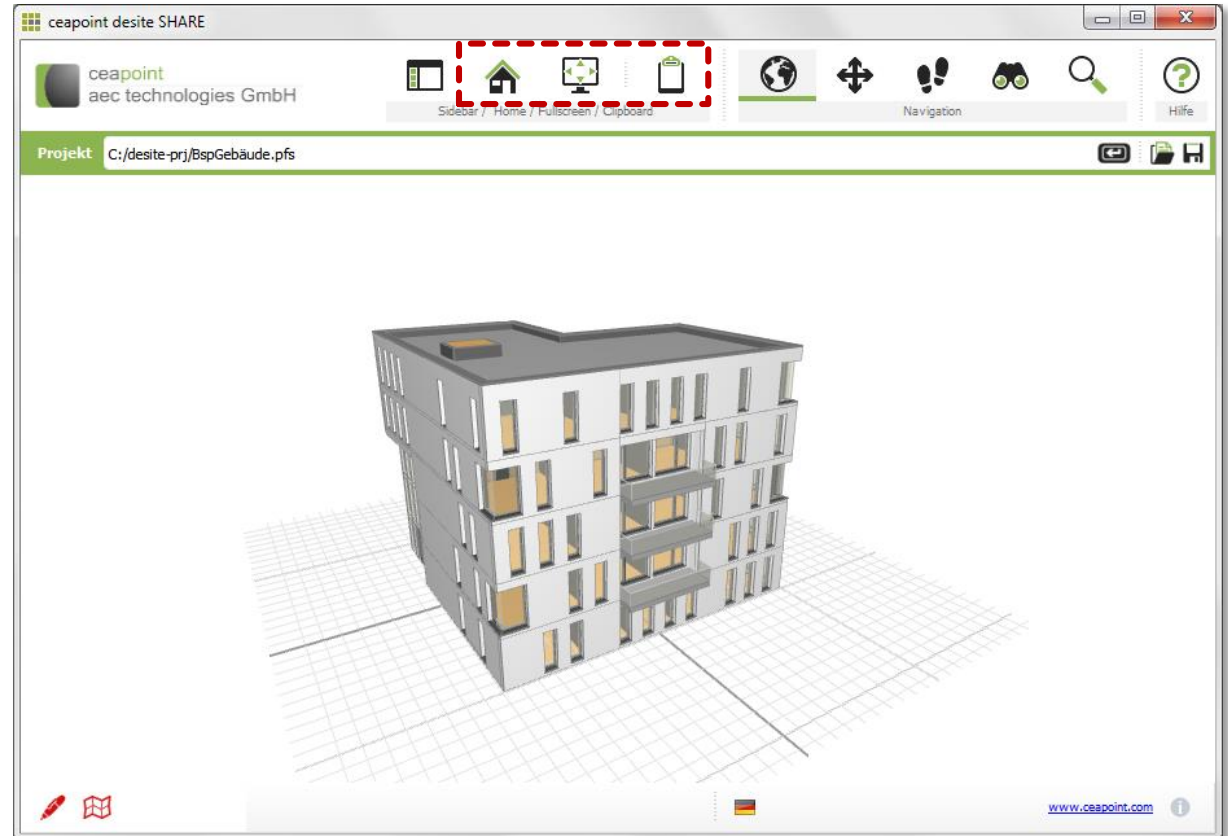 ceapoint desite SHARE
ceapoint
aec technologies GmbH
Sidebar / Home / Fullscreen / Clipboard
Navigation
Hilfe
Projekt C:/desite-prj/BspGebäude.pfs
www.ceapoint.com